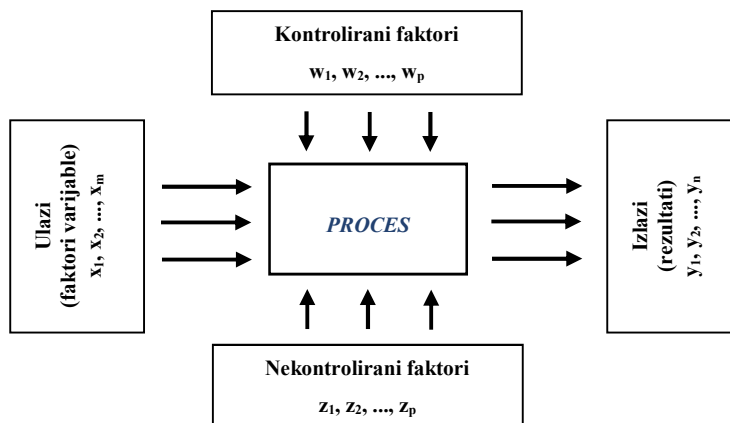 Kontrolirani faktori
w₁, w₂, ..., wₚ
Ulazi
(faktori varijable)
x₁, x₂, ..., xₘ
PROCES
Izlazi
(rezultati)
y₁, y₂, ..., yₙ
Nekontrolirani faktori
z₁, z₂, ..., zₚ